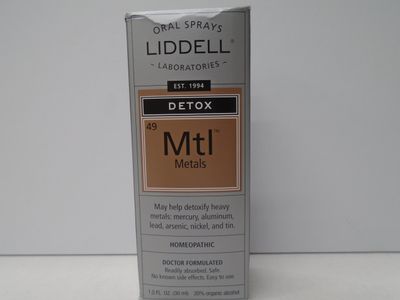 ORAL SPRAYS
LIDDELL®
~ LABORATORIES ~
EST. 1994
DETOX
49
Mtl™
Metals
May help detoxify heavy
metals: mercury, aluminum,
lead, arsenic, nickel, and tin.
HOMEOPATHIC
DOCTOR FORMULATED
Readily absorbed. Safe.
No known side effects. Easy to use.
1.0 FL. OZ. (30 ml) 20% organic alcohol